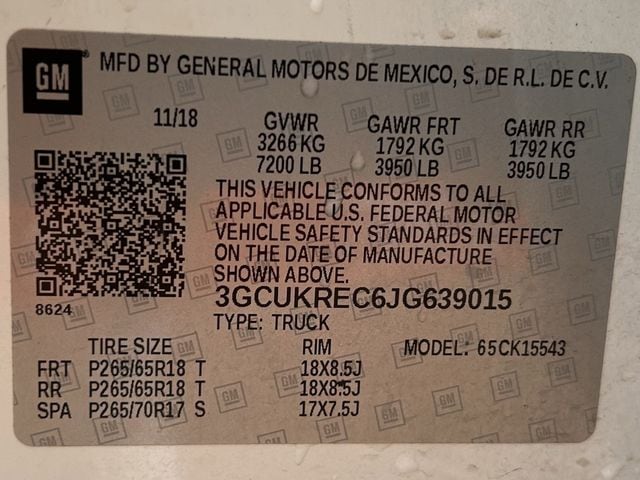 GM MFD BY GENERAL MOTORS DE MEXICO, S. DE R.L. DE C.V.
11/18 GVWR GAWR FRT GAWR RR
3266 KG 1792 KG 1792 KG
7200 LB 3950 LB 3950 LB
THIS VEHICLE CONFORMS TO ALL
APPLICABLE U.S. FEDERAL MOTOR
VEHICLE SAFETY STANDARDS IN EFFECT
ON THE DATE OF MANUFACTURE
SHOWN ABOVE.
3GCUKREC6JG639015
8624
TYPE: TRUCK
TIRE SIZE RIM MODEL: 65CK15543
FRT P265/65R18 T 18X8.5J
RR P265/65R18 T 18X8.5J
SPA P265/70R17 S 17X7.5J